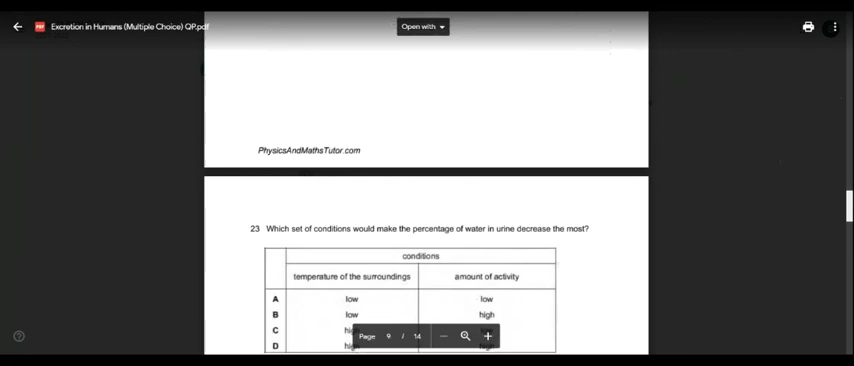 Excretion in Humans (Multiple Choice) QP.pdf
Open with
PhysicsAndMathsTutor.com
23 Which set of conditions would make the percentage of water in urine decrease the most?
conditions
temperature of the surroundings amount of activity
A low low
B low high
C
D
Page 9 / 14